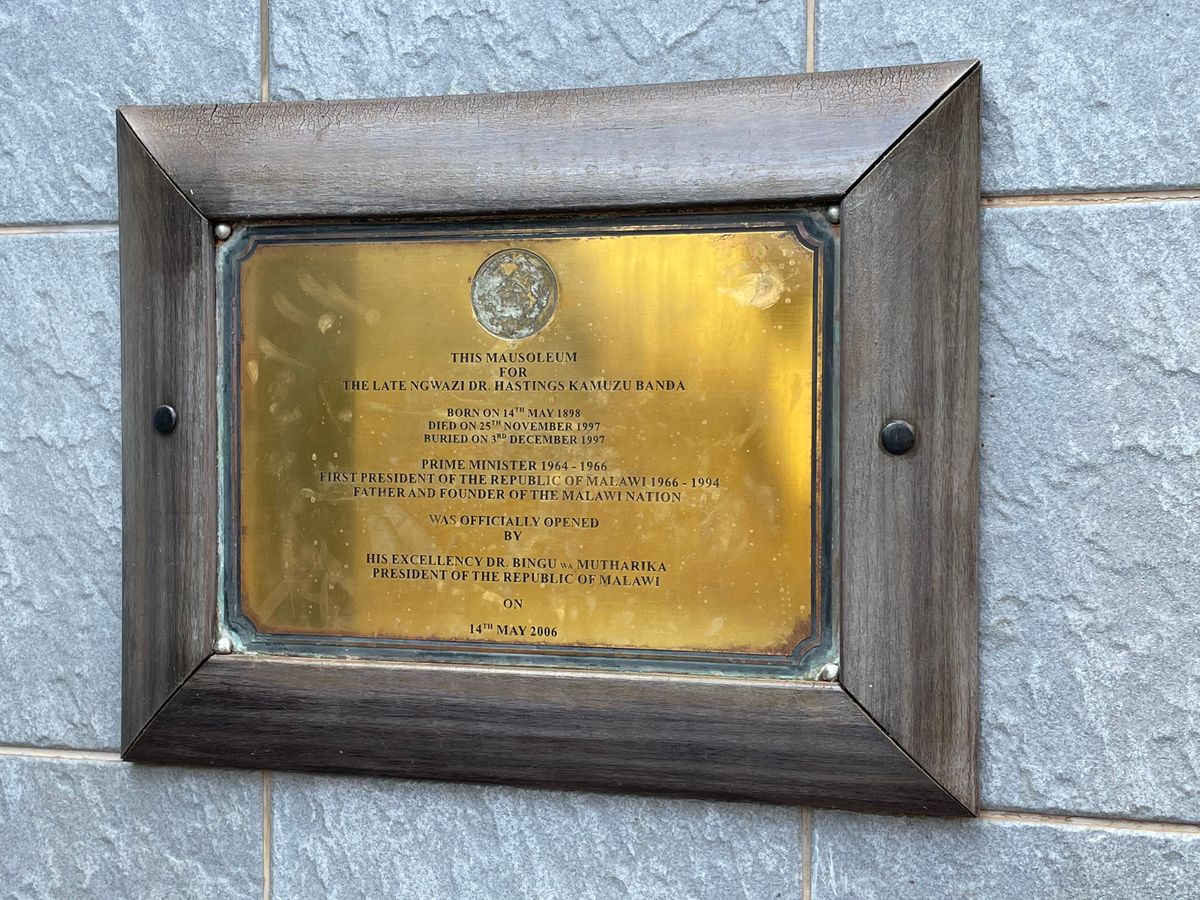 THIS MAUSOLEUM
FOR
THE LATE NGWAZI DR. HASTINGS KAMUZU BANDA
BORN ON 14TH MAY 1898
DIED ON 25TH NOVEMBER 1997
BURIED ON 3RD DECEMBER 1997
PRIME MINISTER 1964 - 1966
FIRST PRESIDENT OF THE REPUBLIC OF MALAWI 1966 - 1994
FATHER AND FOUNDER OF THE MALAWI NATION
WAS OFFICIALLY OPENED
BY
HIS EXCELLENCY DR. BINGU WA MUTHARIKA
PRESIDENT OF THE REPUBLIC OF MALAWI
ON
14TH MAY 2006